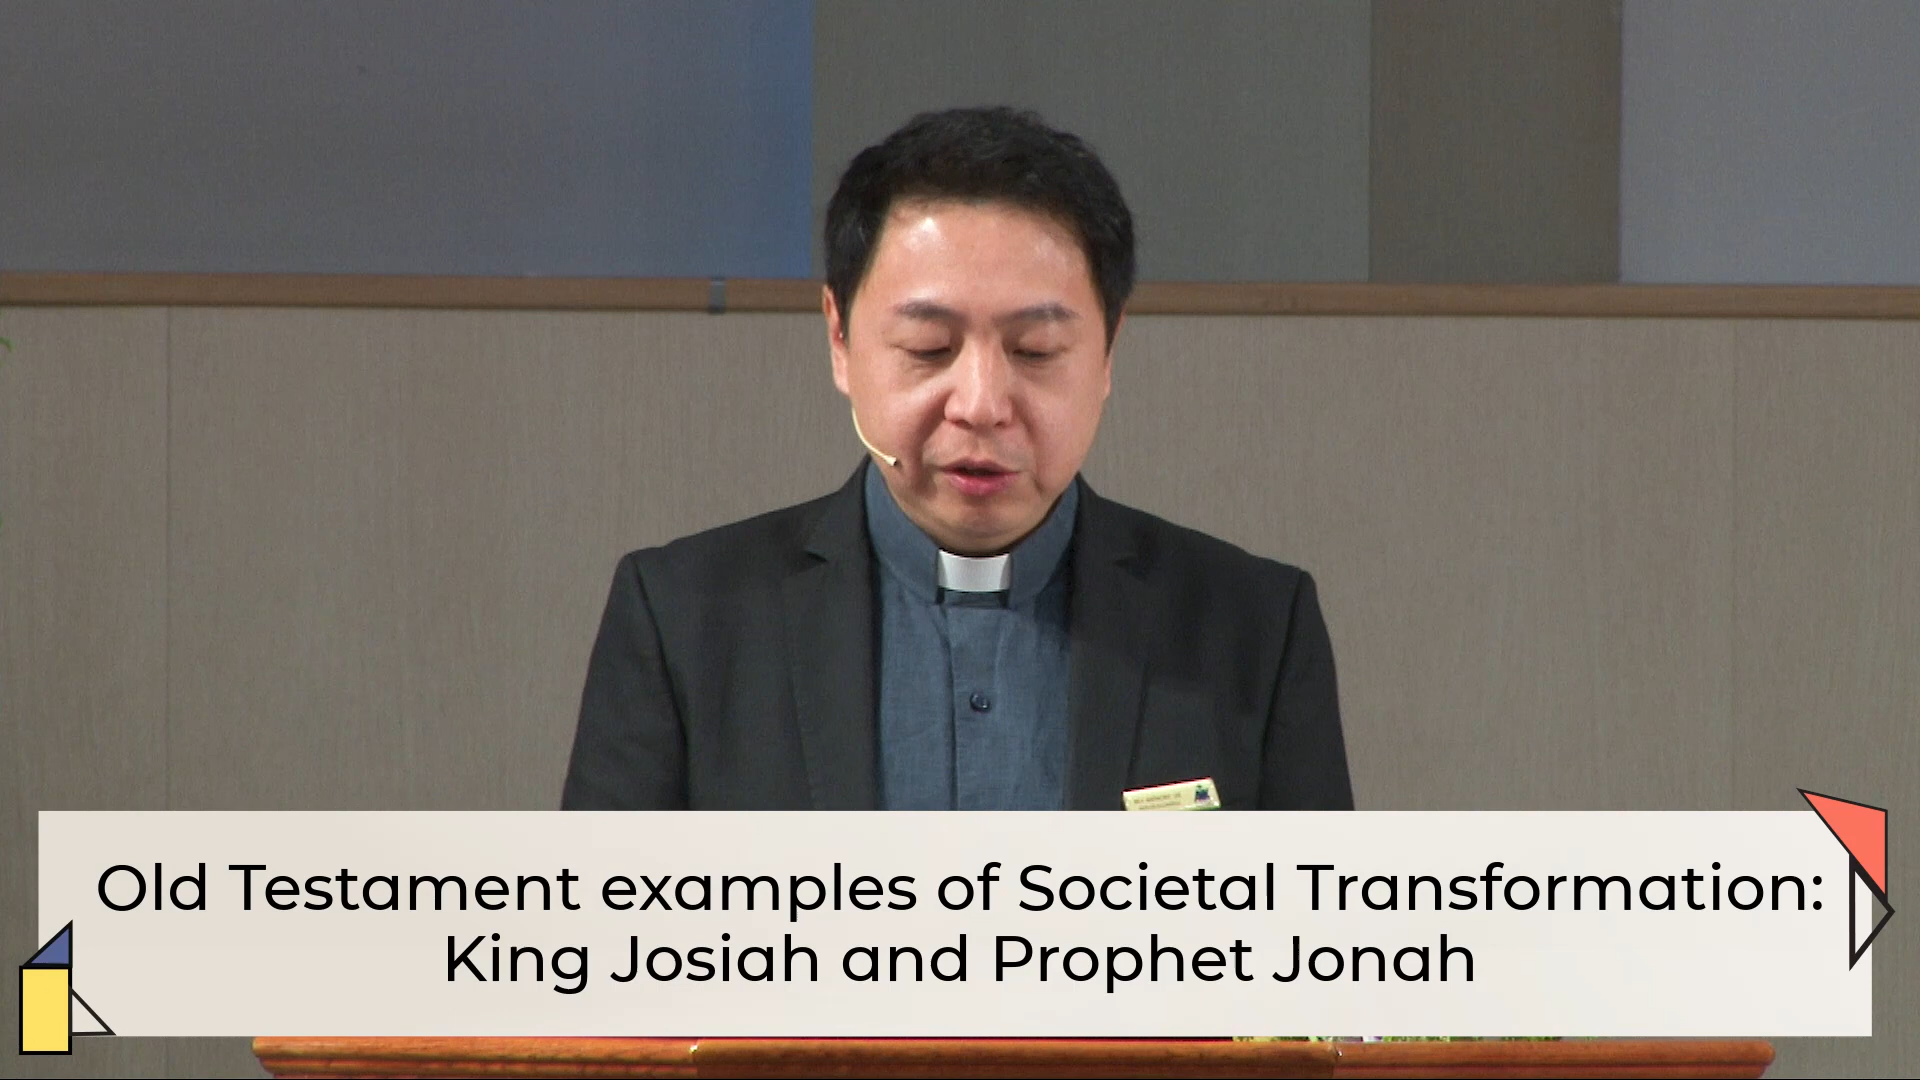 Old Testament examples of Societal Transformation:
King Josiah and Prophet Jonah